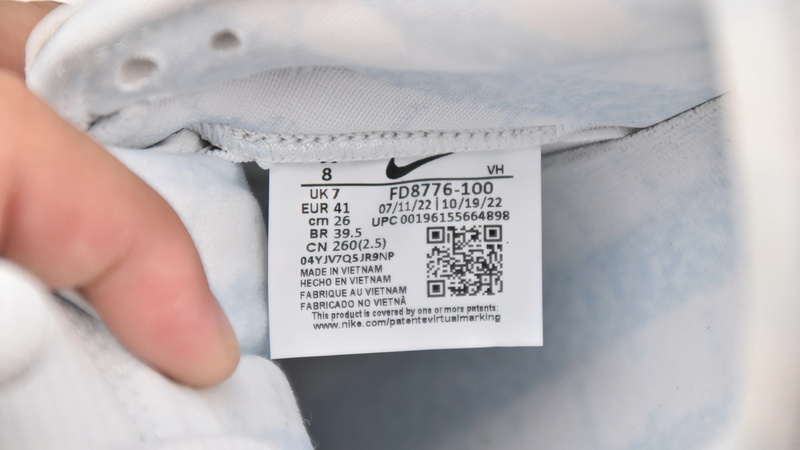 8
VH
UK 7
FD8776-100
EUR 41
07/11/22 | 10/19/22
cm 26
UPC 00196155664898
BR 39.5
CN 260(2.5)
04YJV7Q5JR9NP
MADE IN VIETNAM
HECHO EN VIETNAM
FABRIQUE AU VIETNAM
FABRICADO NO VIETNÃ
This product is covered by one or more patents:
www.nike.com/patentsvirtualmarking